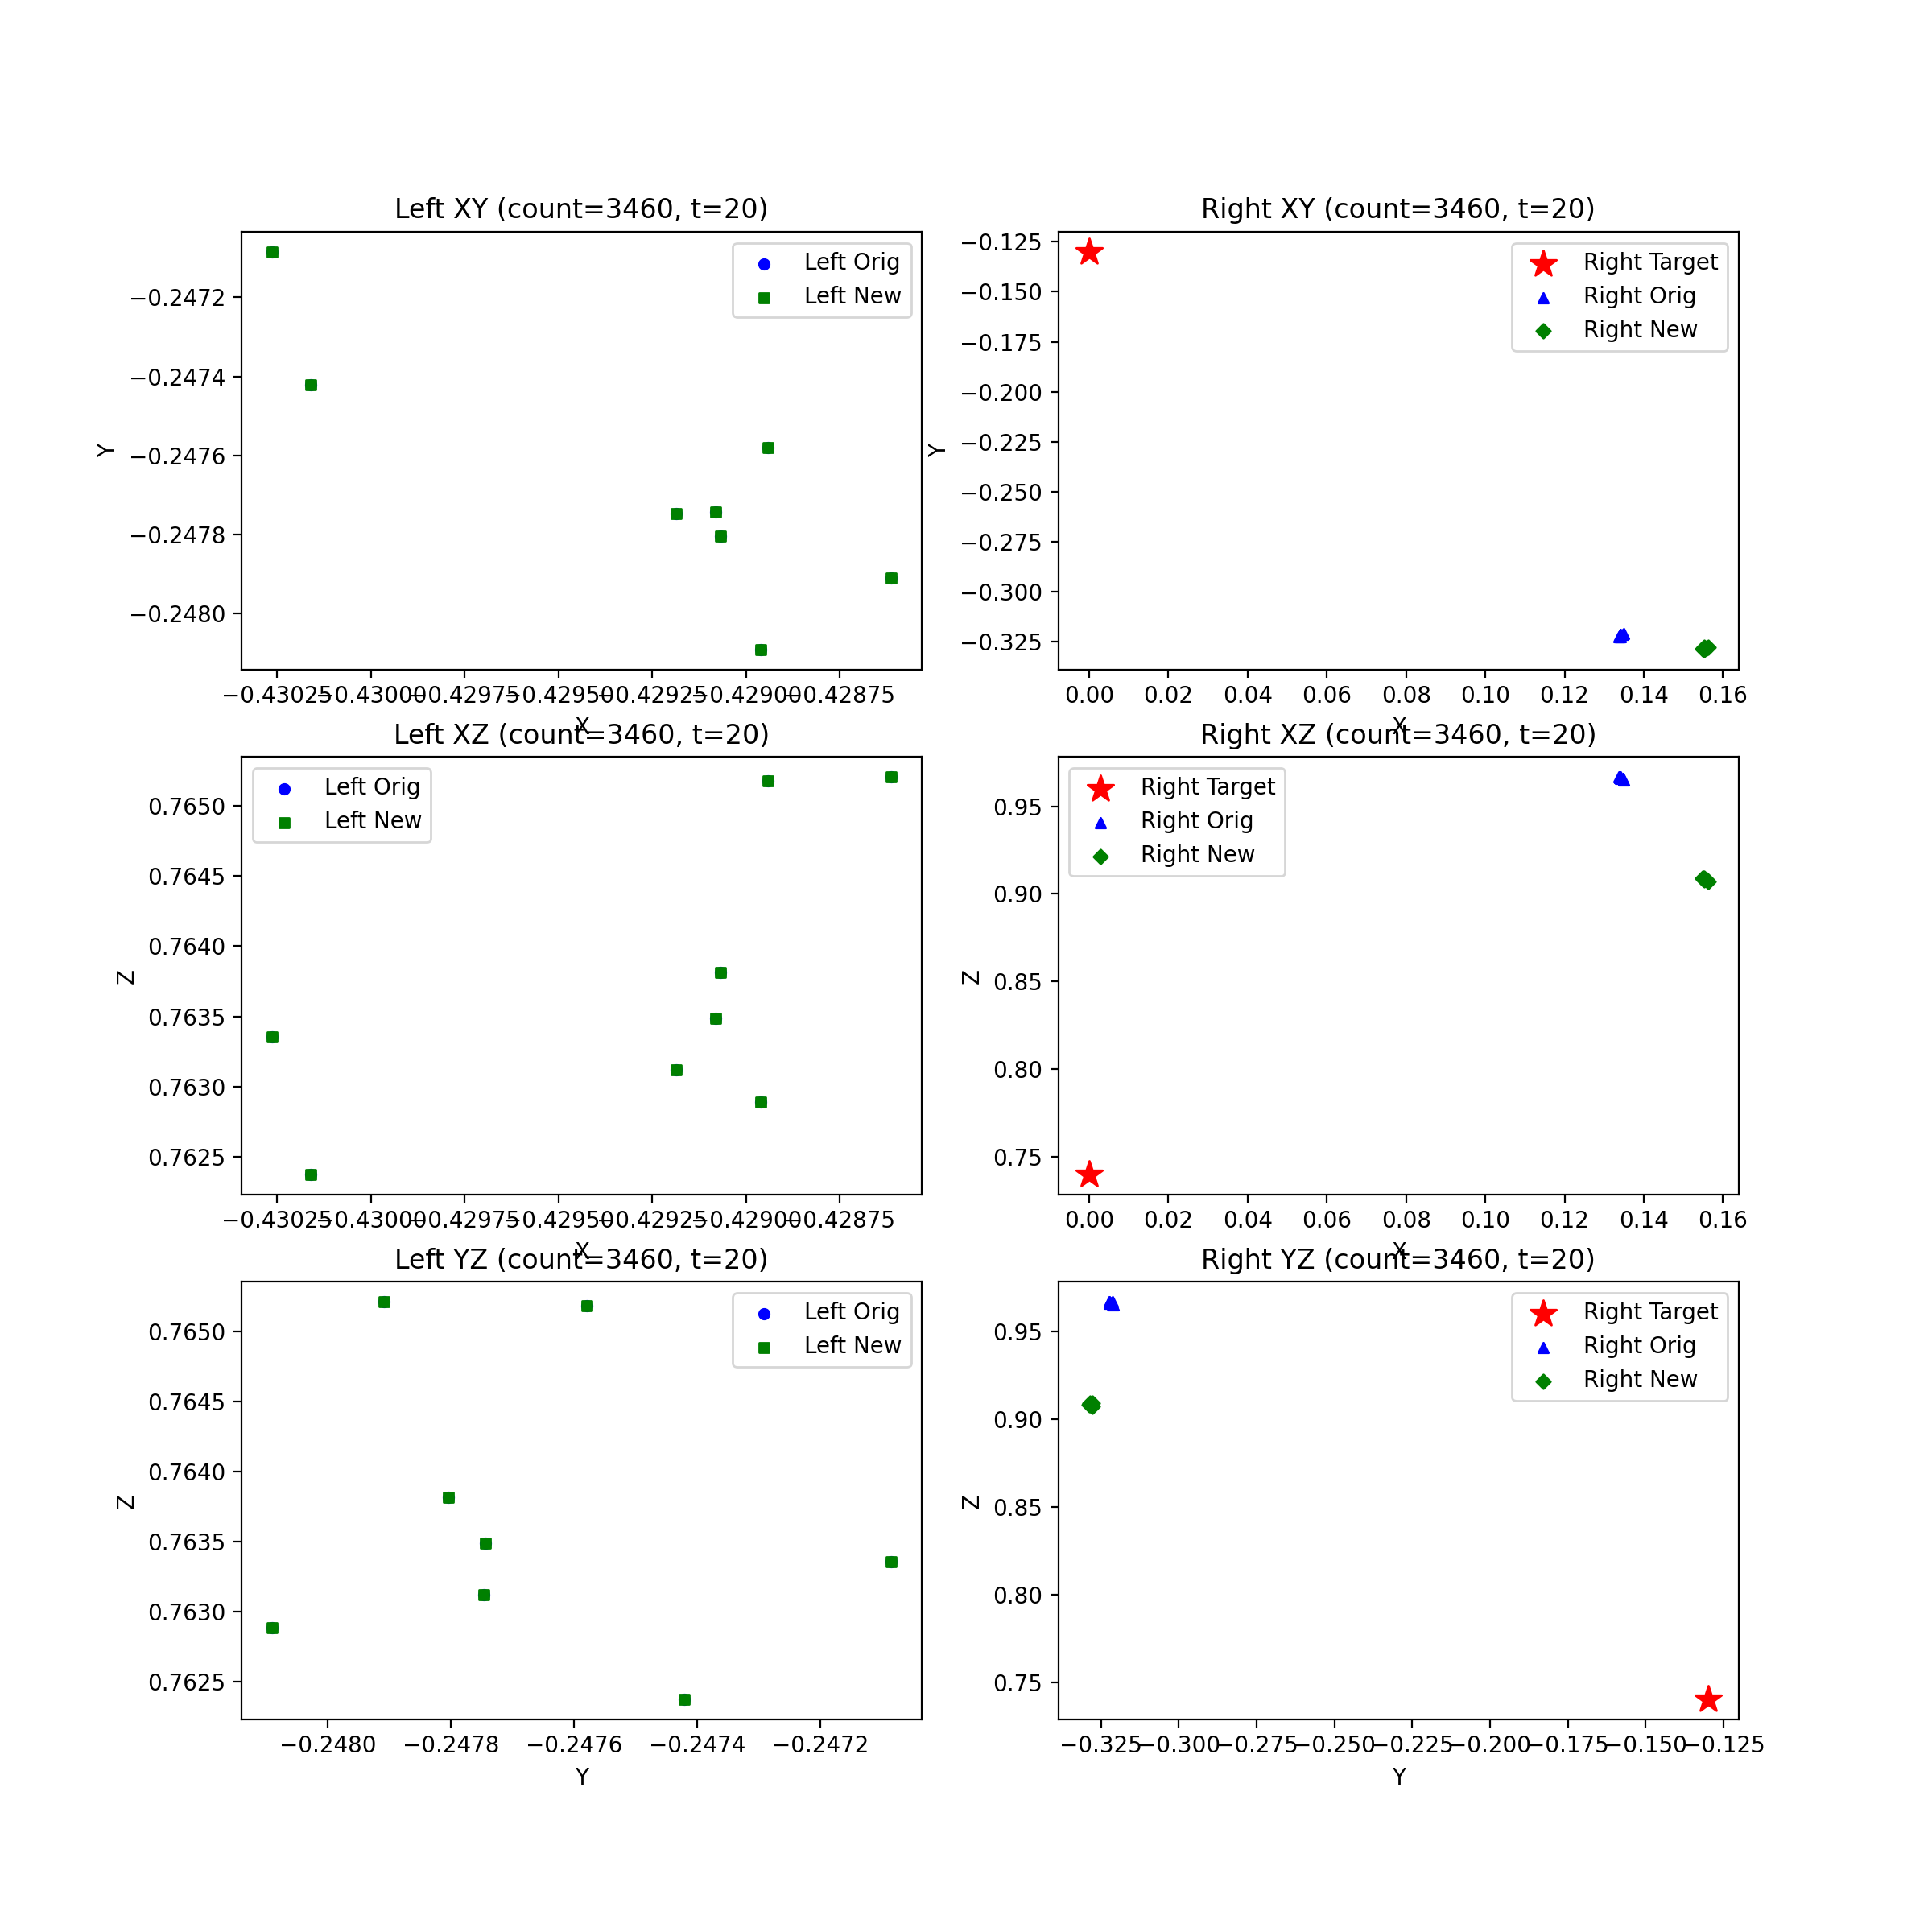 Left XY (count=3460, t=20)
Left Orig
Left New
−0.2472
−0.2474
−0.2476
−0.2478
−0.2480
Y
−0.43025 −0.43000 −0.42975 −0.42950 −0.42925 −0.42900 −0.42875
X
Right XY (count=3460, t=20)
Right Target
Right Orig
Right New
−0.125
−0.150
−0.175
−0.200
−0.225
−0.250
−0.275
−0.300
−0.325
Y
0.00 0.02 0.04 0.06 0.08 0.10 0.12 0.14 0.16
X
Left XZ (count=3460, t=20)
Left Orig
Left New
0.7650
0.7645
0.7640
0.7635
0.7630
0.7625
Z
−0.43025 −0.43000 −0.42975 −0.42950 −0.42925 −0.42900 −0.42875
X
Right XZ (count=3460, t=20)
Right Target
Right Orig
Right New
0.95
0.90
0.85
0.80
0.75
Z
0.00 0.02 0.04 0.06 0.08 0.10 0.12 0.14 0.16
X
Left YZ (count=3460, t=20)
Left Orig
Left New
0.7650
0.7645
0.7640
0.7635
0.7630
0.7625
Z
−0.2480 −0.2478 −0.2476 −0.2474 −0.2472
Y
Right YZ (count=3460, t=20)
Right Target
Right Orig
Right New
0.95
0.90
0.85
0.80
0.75
Z
−0.325 −0.300 −0.275 −0.250 −0.225 −0.200 −0.175 −0.150 −0.125
Y